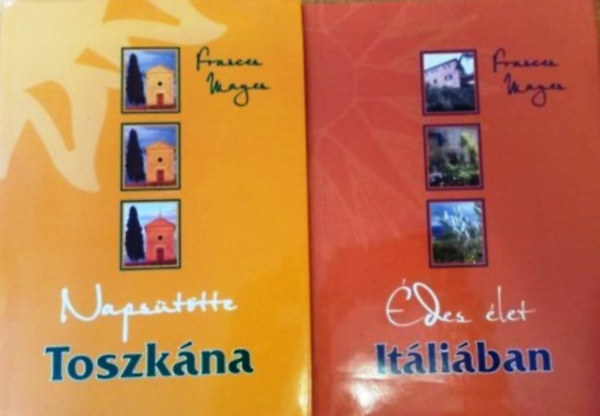 Frances
Mayes
Napsütötte
Toszkána
Frances
Mayes
Édes élet
Itáliában